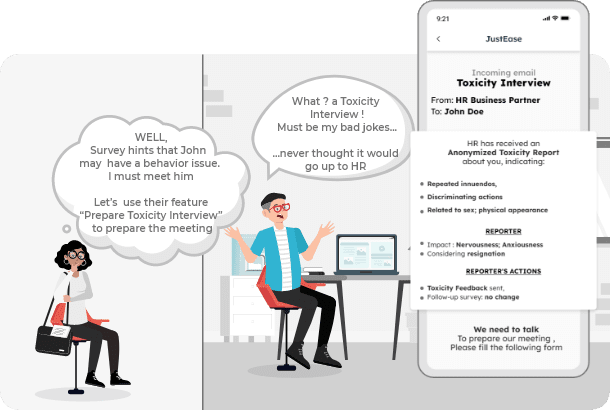 WELL,
Survey hints that John
may have a behavior issue.
I must meet him
Let's use their feature
"Prepare Toxicity Interview"
to prepare the meeting
What ? a Toxicity
Interview !
Must be my bad jokes...
...never thought it would
go up to HR
9:21
JustEase
Incoming email
Toxicity Interview
From: HR Business Partner
To: John Doe
HR has received an
Anonymized Toxicity Report
about you, indicating:
Repeated innuendos,
Discriminating actions
Related to sex; physical appearance
REPORTER
Impact : Nervousness; Anxiousness
Considering resignation
REPORTER'S ACTIONS
Toxicity Feedback sent,
Follow-up survey: no change
We need to talk
To prepare our meeting ,
Please fill the following form